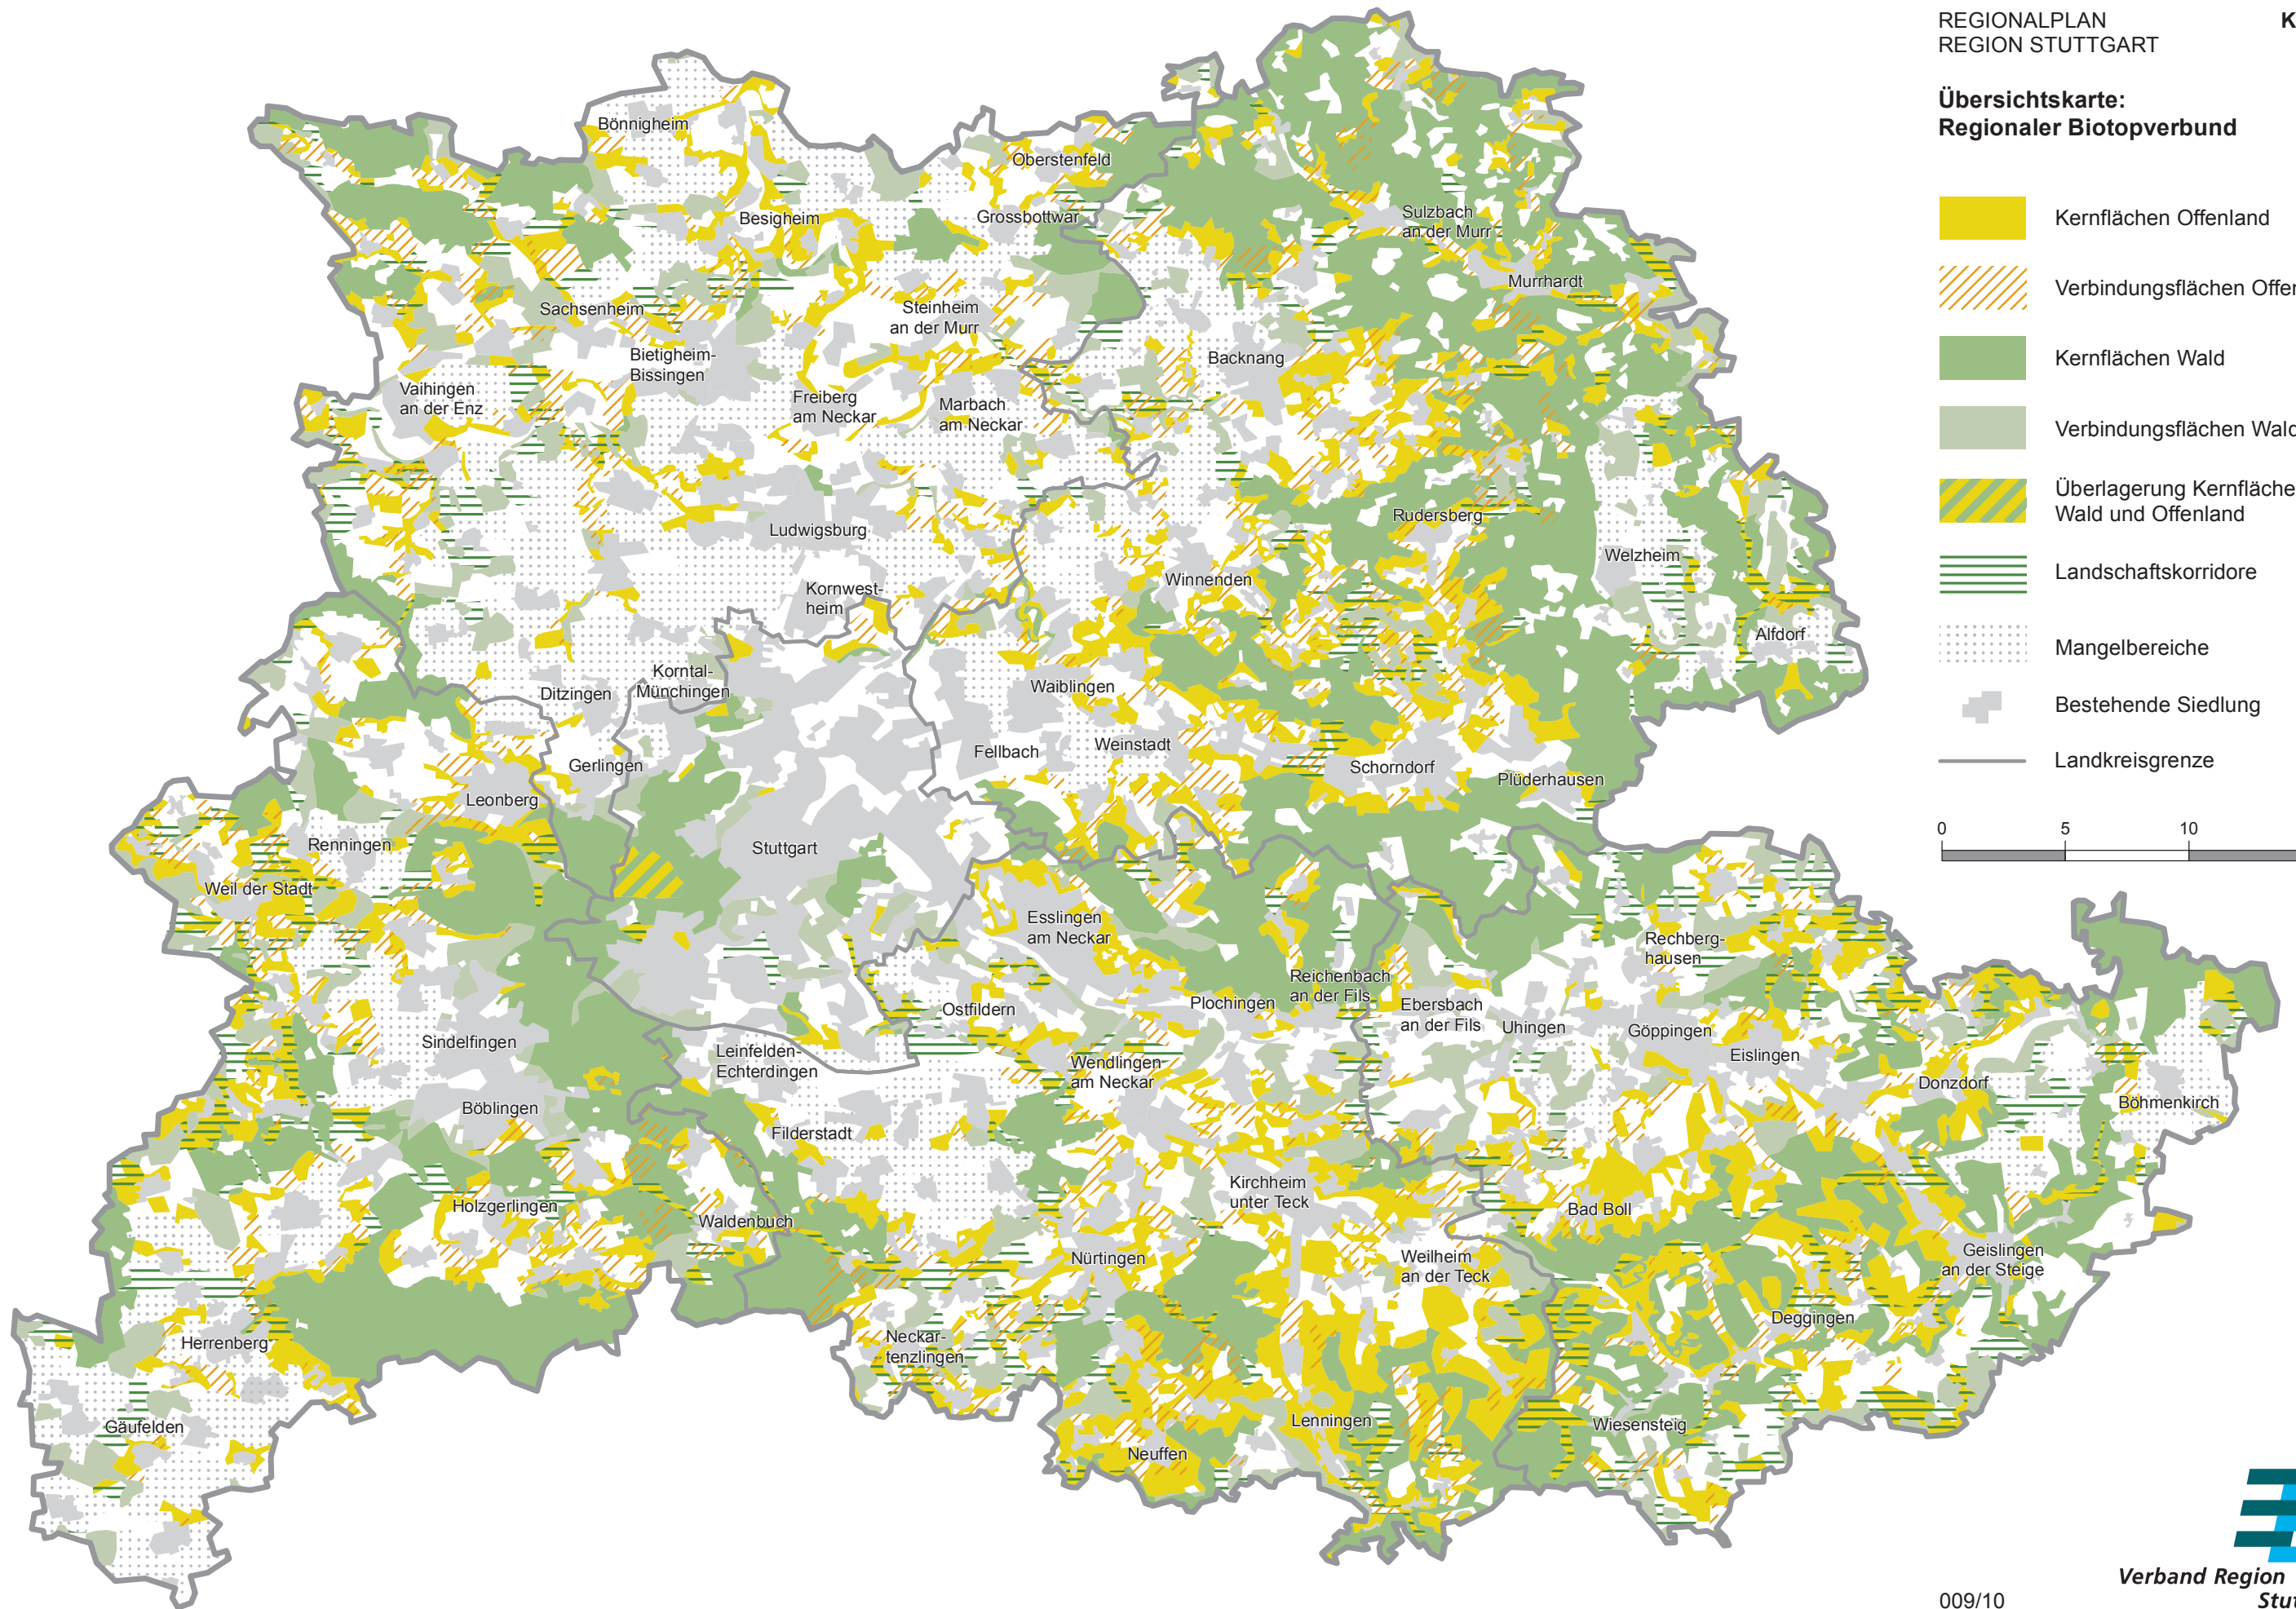 REGIONALPLAN
REGION STUTTGART
K
Übersichtskarte:
Regionaler Biotopverbund
Kernflächen Offenland
Verbindungsflächen Offen
Kernflächen Wald
Verbindungsflächen Wald
Überlagerung Kernfläche
Wald und Offenland
Landschaftskorridore
Mangelbereiche
Bestehende Siedlung
Landkreisgrenze
0 5 10
Bönnigheim
Oberstenfeld
Besigheim
Grossbottwar
Sulzbach
an der Murr
Murrhardt
Sachsenheim
Steinheim
an der Murr
Bietigheim-
Bissingen
Backnang
Vaihingen
an der Enz
Freiberg
am Neckar
Marbach
am Neckar
Rudersberg
Ludwigsburg
Welzheim
Winnenden
Kornwest-
heim
Alfdorf
Korntal-
Münchingen
Ditzingen
Waiblingen
Fellbach
Weinstadt
Gerlingen
Schorndorf
Plüderhausen
Leonberg
Renningen
Stuttgart
Weil der Stadt
Esslingen
am Neckar
Rechberg-
hausen
Reichenbach
an der Fils
Plochingen
Ebersbach
an der Fils
Ostfildern
Uhingen
Göppingen
Eislingen
Sindelfingen
Leinfelden-
Echterdingen
Wendlingen
am Neckar
Donzdorf
Böhmenkirch
Böblingen
Filderstadt
Kirchheim
unter Teck
Holzgerlingen
Waldenbuch
Bad Boll
Nürtingen
Weilheim
an der Teck
Geislingen
an der Steige
Deggingen
Herrenberg
Neckar-
tenzlingen
Gäufelden
Lenningen
Wiesensteig
Neuffen
Verband Region
Stut
009/10